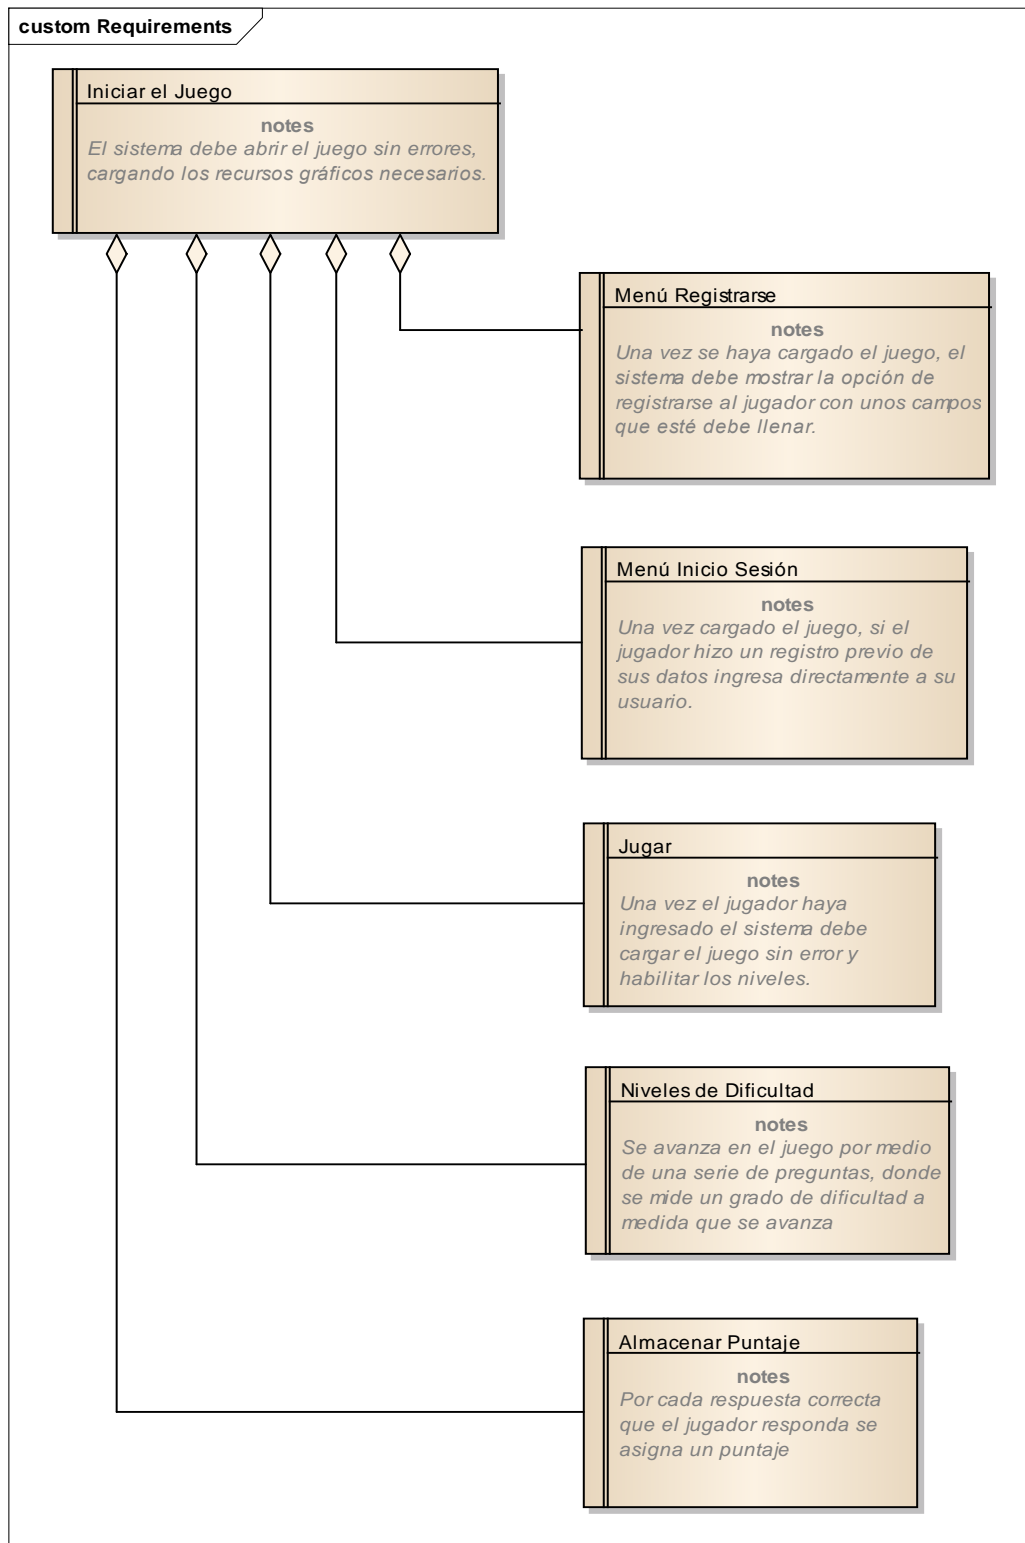 custom Requirements
Iniciar el Juego
notes
El sistema debe abrir el juego sin errores,
cargando los recursos gráficos necesarios.
Menú Registrarse
notes
Una vez se haya cargado el juego, el
sistema debe mostrar la opción de
registrarse al jugador con unos campos
que esté debe llenar.
Menú Inicio Sesión
notes
Una vez cargado el juego, si el
jugador hizo un registro previo de
sus datos ingresa directamente a su
usuario.
Jugar
notes
Una vez el jugador haya
ingresado el sistema debe
cargar el juego sin error y
habilitar los niveles.
Niveles de Dificultad
notes
Se avanza en el juego por medio
de una serie de preguntas, donde
se mide un grado de dificultad a
medida que se avanza
Almacenar Puntaje
notes
Por cada respuesta correcta
que el jugador responda se
asigna un puntaje